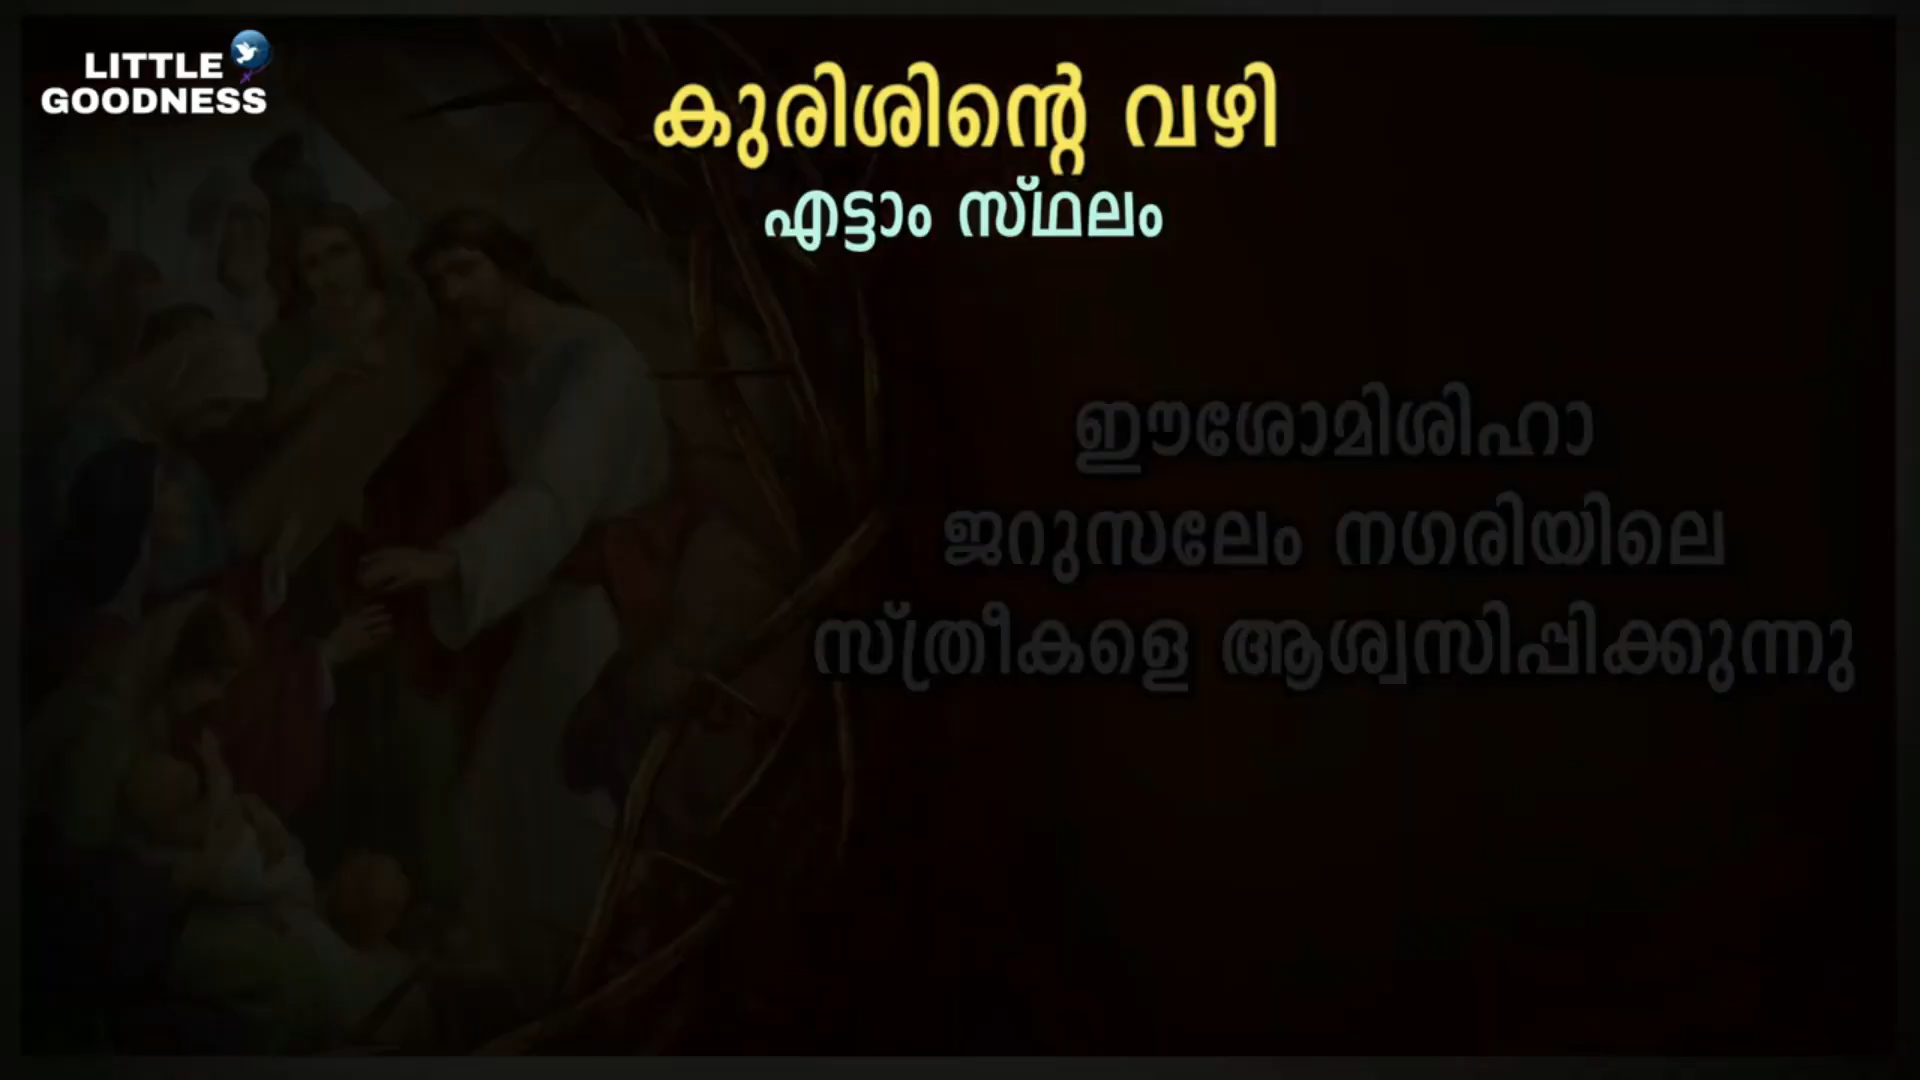 LITTLE
GOODNESS
കുരിശിന്റെ വഴി
എട്ടാം സ്ഥലം
ഈശോമിശിഹാ
ജറുസലേം നഗരിയിലെ
സ്ത്രീകളെ ആശ്വസിപ്പിക്കുന്നു